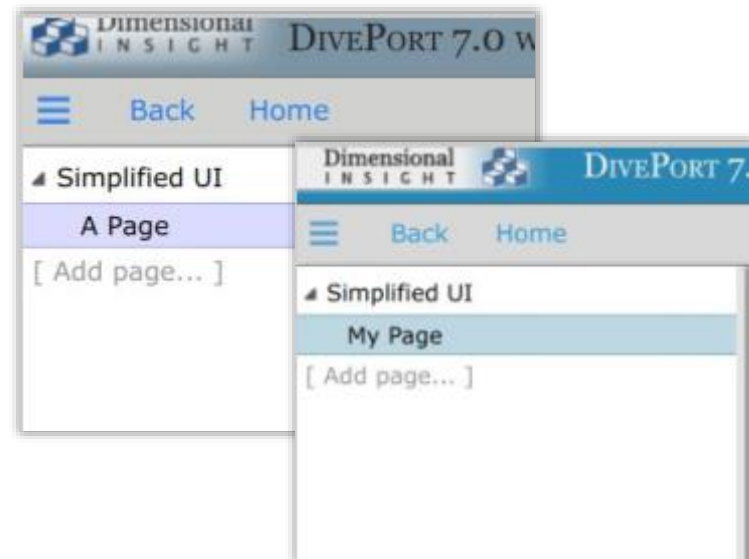 Dimensional
INSIGHT
DIVEPORT 7.0 W
Back Home
Simplified UI
A Page
[ Add page... ]
Dimensional
INSIGHT
DIVEPORT 7.
Back Home
Simplified UI
My Page
[ Add page... ]